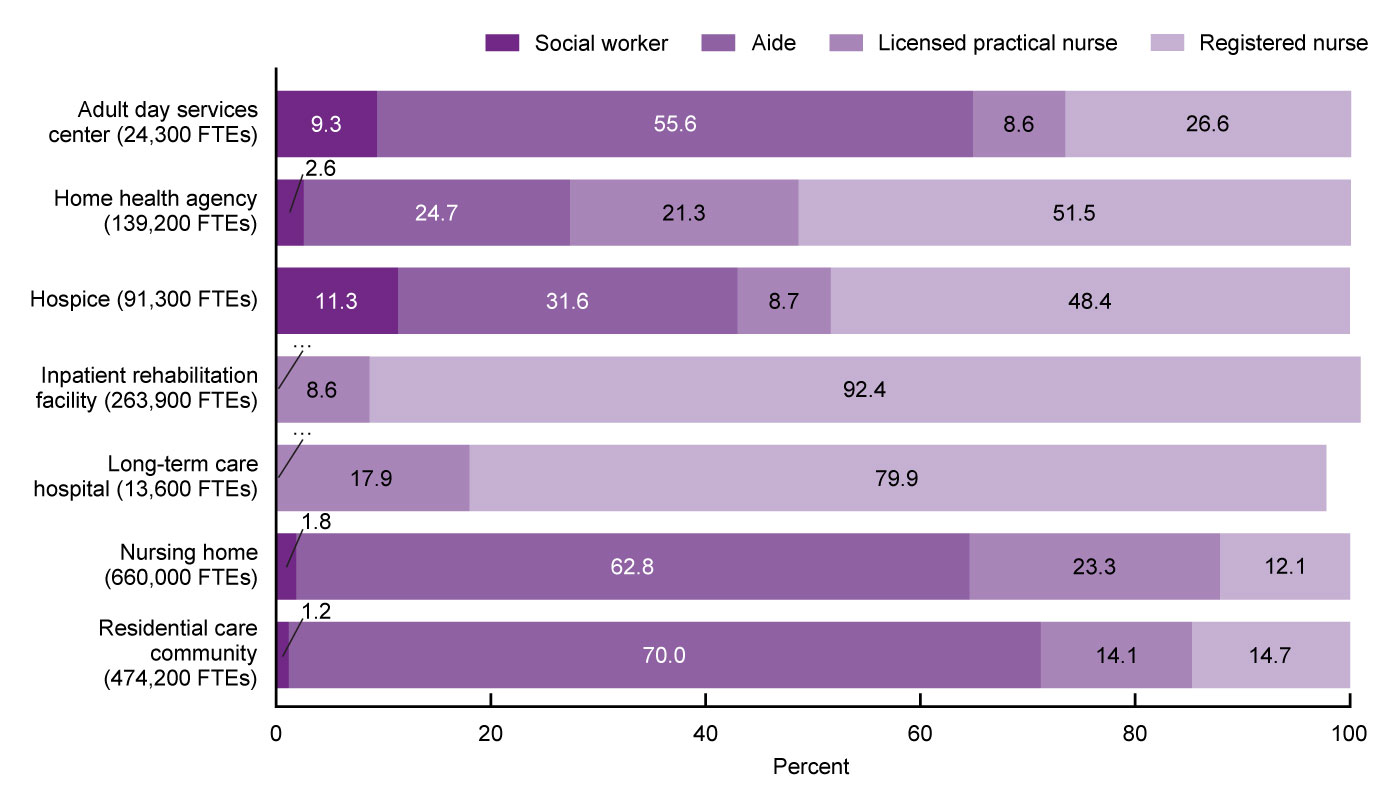 Social worker Aide Licensed practical nurse Registered nurse
Adult day services
center (24,300 FTEs)
9.3 55.6 8.6 26.6
2.6
Home health agency
(139,200 FTEs)
24.7 21.3 51.5
Hospice (91,300 FTEs)
11.3 31.6 8.7 48.4
...
Inpatient rehabilitation
facility (263,900 FTEs)
8.6 92.4
...
Long-term care
hospital (13,600 FTEs)
17.9 79.9
1.8
Nursing home
(660,000 FTEs)
62.8 23.3 12.1
1.2
Residential care
community
(474,200 FTEs)
70.0 14.1 14.7
0 20 40 60 80 100
Percent